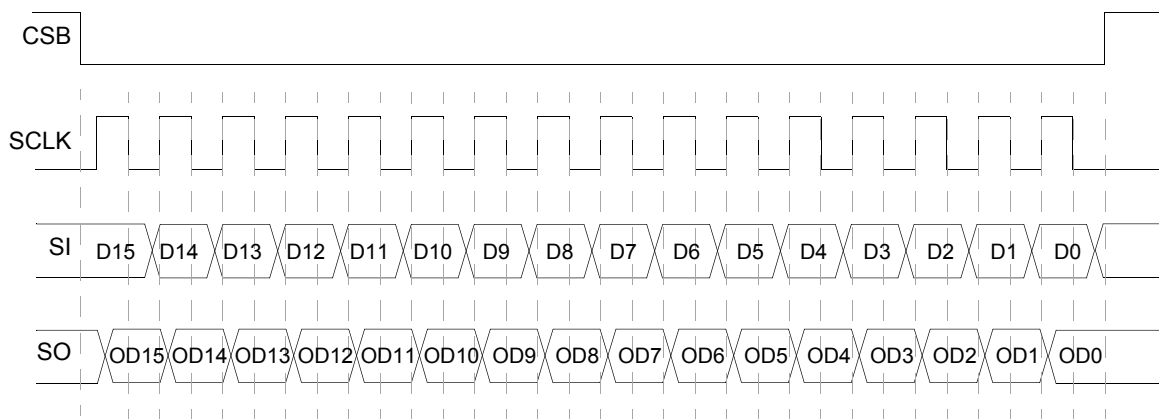 CSB
SCLK
SI D15 D14 D13 D12 D11 D10 D9 D8 D7 D6 D5 D4 D3 D2 D1 D0
SO OD15 OD14 OD13 OD12 OD11 OD10 OD9 OD8 OD7 OD6 OD5 OD4 OD3 OD2 OD1 OD0